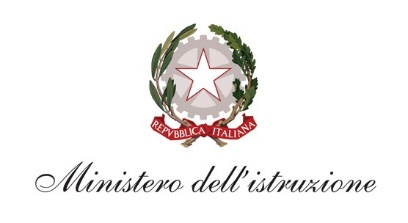 REPVBBLICA ITALIANA
Ministero dell'istruzione